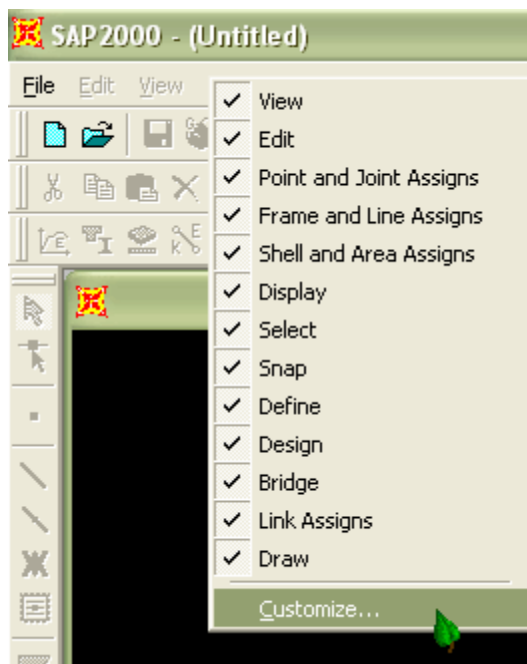 SAP2000 - (Untitled)
File Edit View
View
Edit
Point and Joint Assigns
Frame and Line Assigns
Shell and Area Assigns
Display
Select
Snap
Define
Design
Bridge
Link Assigns
Draw
Customize...